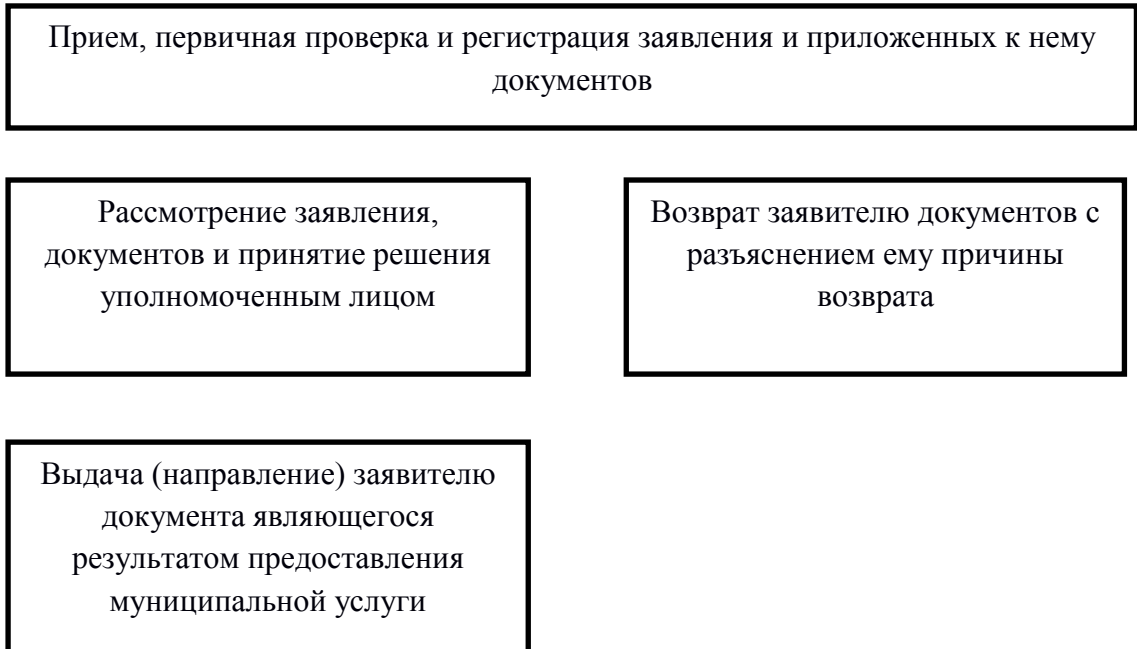 Прием, первичная проверка и регистрация заявления и приложенных к нему
документов
Рассмотрение заявления,
документов и принятие решения
уполномоченным лицом
Возврат заявителю документов с
разъяснением ему причины
возврата
Выдача (направление) заявителю
документа являющегося
результатом предоставления
муниципальной услуги